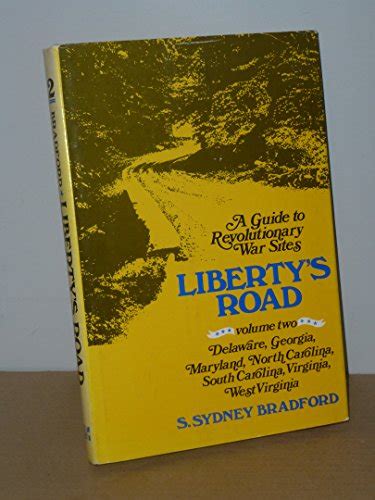 A Guide to
Revolutionary
War Sites
LIBERTY'S
ROAD
volume two
Delaware, Georgia,
Maryland, North Carolina,
South Carolina, Virginia,
West Virginia
S. SYDNEY BRADFORD
2
BRADFORD LIBERTY'S ROAD